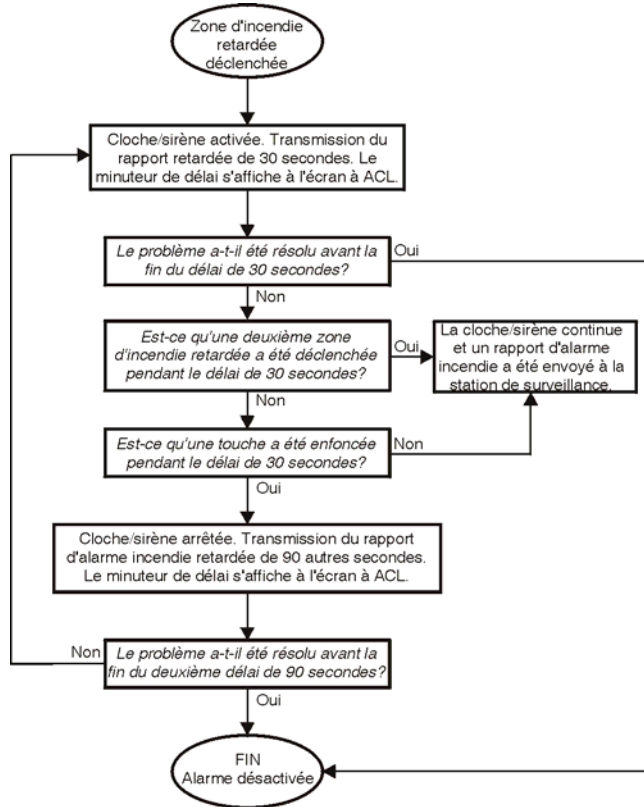 Zone d'incendie
retardée
déclenchée
Cloche/sirène activée. Transmission du
rapport retardée de 30 secondes. Le
minuteur de délai s'affiche à l'écran à ACL.
Le problème a-t-il été résolu avant la
fin du délai de 30 secondes?
Oui
Non
Est-ce qu'une deuxième zone
d'incendie retardée a été déclenchée
pendant le délai de 30 secondes?
Oui
La cloche/sirène continue
et un rapport d'alarme
incendie a été envoyé à la
station de surveillance.
Non
Est-ce qu'une touche a été enfoncée
pendant le délai de 30 secondes?
Non
Oui
Cloche/sirène arrêtée. Transmission du rapport
d'alarme incendie retardée de 90 autres secondes.
Le minuteur de délai s'affiche à l'écran à ACL.
Non
Le problème a-t-il été résolu avant la
fin du deuxième délai de 90 secondes?
Oui
FIN
Alarme désactivée